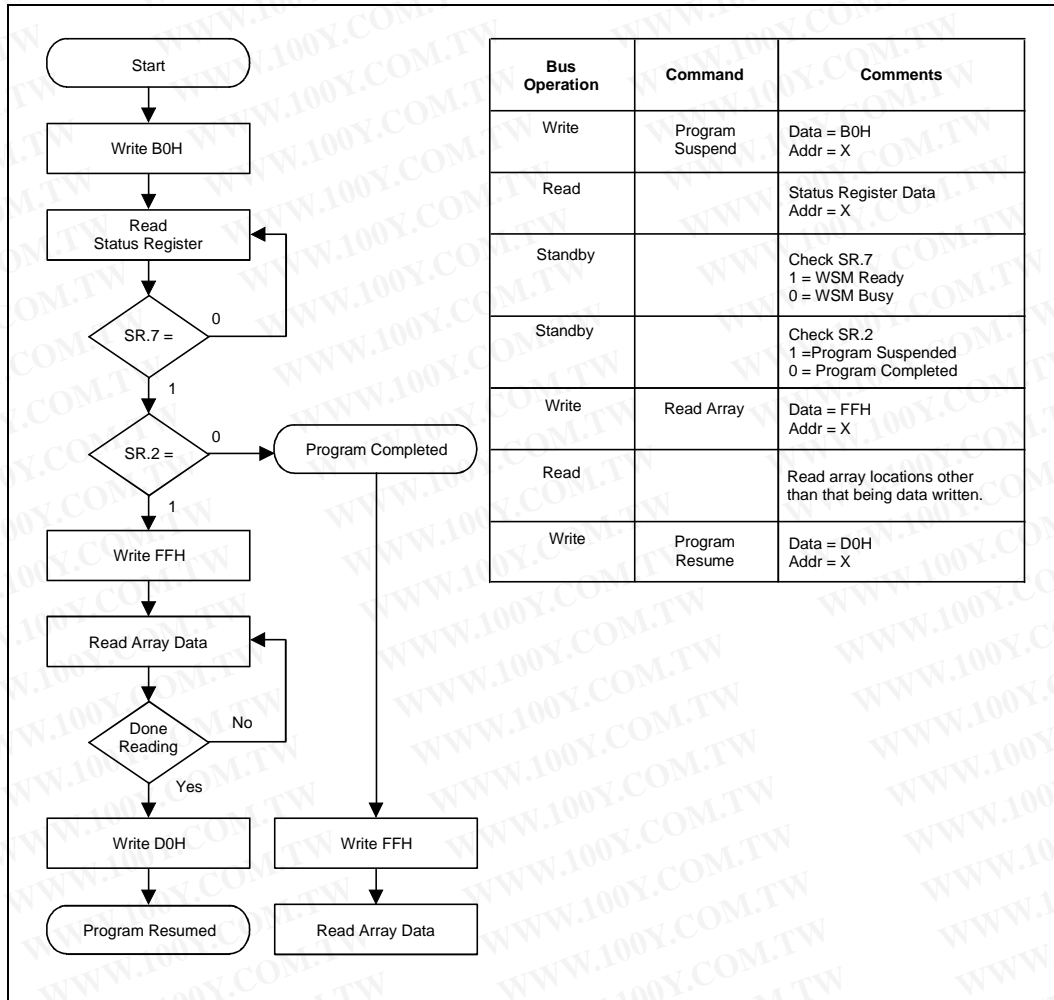 Start
Write B0H
Read
Status Register
0
SR.7 =
1
0
SR.2 =
Program Completed
1
Write FFH
Read Array Data
No
Done
Reading
Yes
Write D0H
Write FFH
Program Resumed
Read Array Data
Bus
Operation
Command
Comments
Write
Program
Suspend
Data = B0H
Addr = X
Read
Status Register Data
Addr = X
Standby
Check SR.7
1 = WSM Ready
0 = WSM Busy
Standby
Check SR.2
1 =Program Suspended
0 = Program Completed
Write
Read Array
Data = FFH
Addr = X
Read
Read array locations other
than that being data written.
Write
Program
Resume
Data = D0H
Addr = X
WWW.100Y.COM.TW